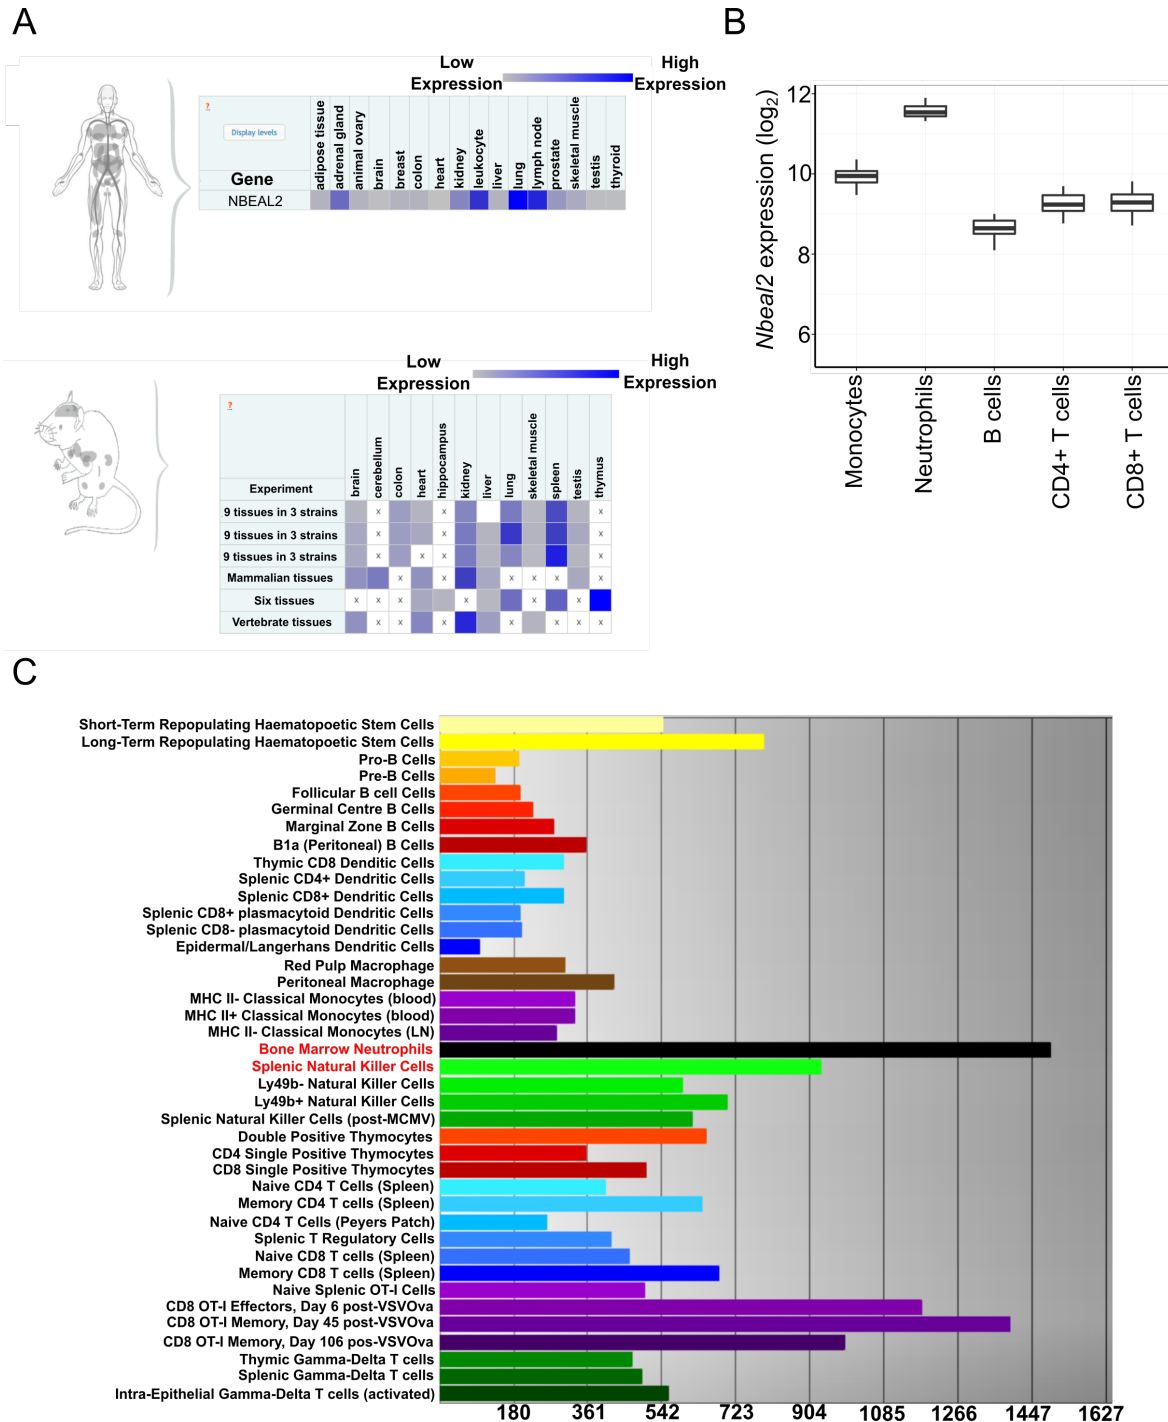 A
B
Low Expression
High Expression
?
Display levels
adipose tissue
adrenal gland
animal ovary
brain
breast
colon
heart
kidney
leukocyte
liver
lung
lymph node
prostate
skeletal muscle
testis
thyroid
Gene
NBEAL2
Nbeal2 expression (log2)
12
10
8
6
Monocytes
Neutrophils
B cells
CD4+ T cells
CD8+ T cells
Low Expression
High Expression
?
Experiment
brain
cerebellum
colon
heart
hippocampus
kidney
liver
lung
skeletal muscle
spleen
testis
thymus
9 tissues in 3 strains x x x
9 tissues in 3 strains x x x
9 tissues in 3 strains x x x x
Mammalian tissues x x x x x x
Six tissues x x x x x x
Vertebrate tissues x x x x x x x
C
Short-Term Repopulating Haematopoetic Stem Cells
Long-Term Repopulating Haematopoetic Stem Cells
Pro-B Cells
Pre-B Cells
Follicular B cell Cells
Germinal Centre B Cells
Marginal Zone B Cells
B1a (Peritoneal) B Cells
Thymic CD8 Denditic Cells
Splenic CD4+ Dendritic Cells
Splenic CD8+ Dendritic Cells
Splenic CD8+ plasmacytoid Dendritic Cells
Splenic CD8- plasmacytoid Dendritic Cells
Epidermal/Langerhans Dendritic Cells
Red Pulp Macrophage
Peritoneal Macrophage
MHC II- Classical Monocytes (blood)
MHC II+ Classical Monocytes (blood)
MHC II- Classical Monocytes (LN)
Bone Marrow Neutrophils
Splenic Natural Killer Cells
Ly49b- Natural Killer Cells
Ly49b+ Natural Killer Cells
Splenic Natural Killer Cells (post-MCMV)
Double Positive Thymocytes
CD4 Single Positive Thymocytes
CD8 Single Positive Thymocytes
Naive CD4 T Cells (Spleen)
Memory CD4 T cells (Spleen)
Naive CD4 T Cells (Peyers Patch)
Splenic T Regulatory Cells
Naive CD8 T cells (Spleen)
Memory CD8 T cells (Spleen)
Naive Splenic OT-I Cells
CD8 OT-I Effectors, Day 6 post-VSVOva
CD8 OT-I Memory, Day 45 post-VSVOva
CD8 OT-I Memory, Day 106 pos-VSVOva
Thymic Gamma-Delta T cells
Splenic Gamma-Delta T cells
Intra-Epithelial Gamma-Delta T cells (activated)
180 361 542 723 904 1085 1266 1447 1627